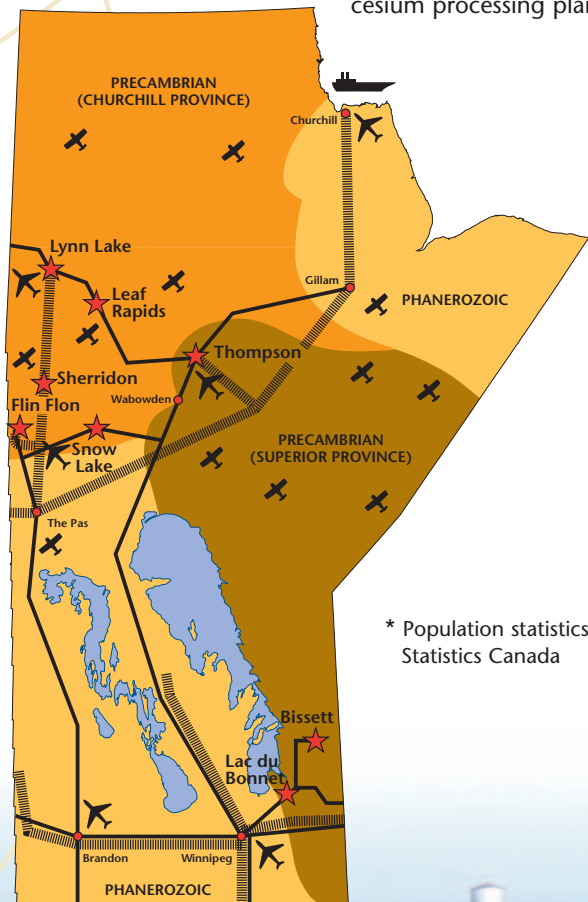 cesium processing plan
PRECAMBRIAN
(CHURCHILL PROVINCE)
Churchill
Lynn Lake
Leaf
Rapids
Gillam
PHANEROZOIC
Thompson
Sherridon
Wabowden
Flin Flon
Snow
Lake
PRECAMBRIAN
(SUPERIOR PROVINCE)
The Pas
* Population statistics
Statistics Canada
Bissett
Lac du
Bonnet
Brandon
Winnipeg
PHANEROZOIC